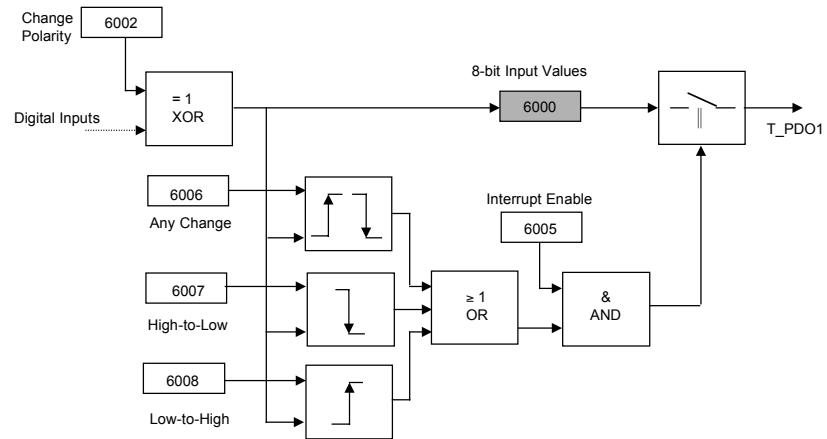 Change
Polarity
6002
8-bit Input Values
= 1
XOR
6000
Digital Inputs
T_PDO1
6006
Any Change
Interrupt Enable
6005
6007
High-to-Low
≥ 1
OR
&
AND
6008
Low-to-High